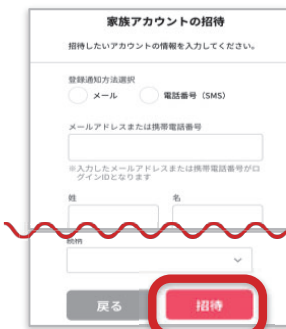 家族アカウントの招待
招待したいアカウントの情報を入力してください。
登録通知方法選択
メール 電話番号（SMS）
メールアドレスまたは携帯電話番号
※入力したメールアドレスまたは携帯電話番号がロ
グインIDとなります
姓 名
続柄
戻る 招待